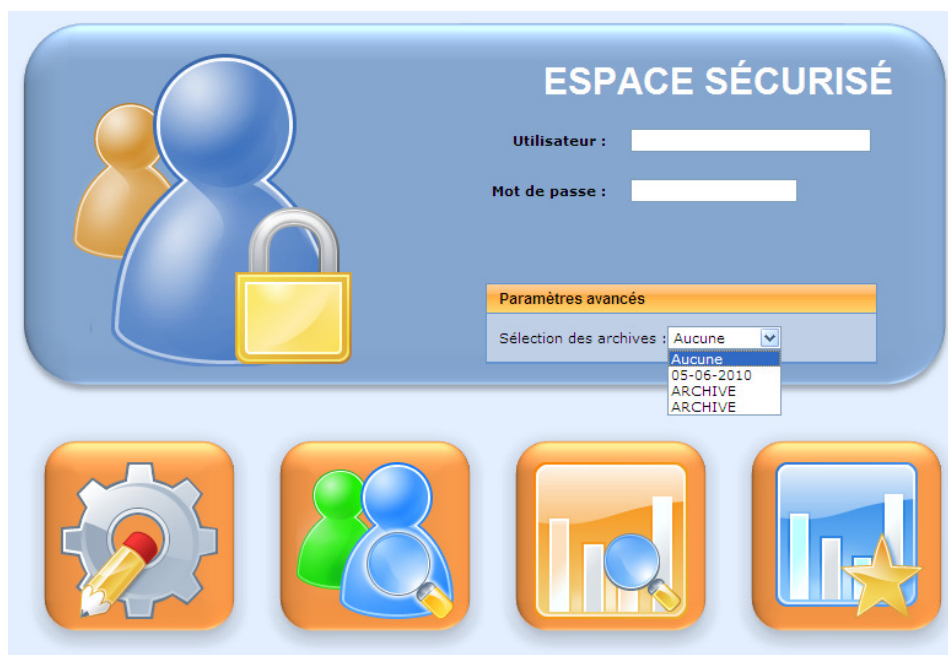 ESPACE SÉCURISÉ
Utilisateur :
Mot de passe :
Paramètres avancés
Sélection des archives : Aucune
Aucune
05-06-2010
ARCHIVE
ARCHIVE